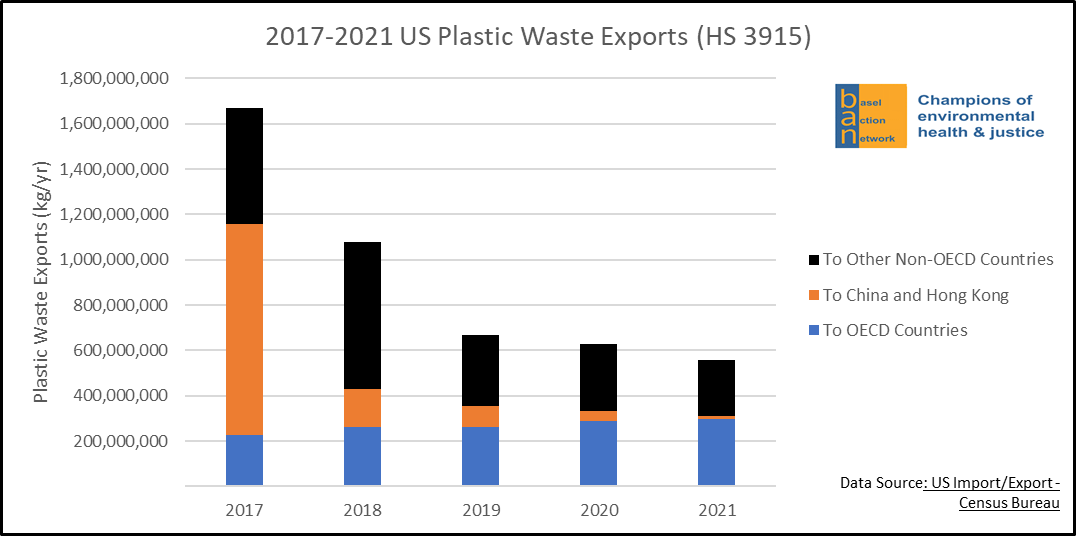 2017-2021 US Plastic Waste Exports (HS 3915)
Plastic Waste Exports (kg/yr)
1,800,000,000
1,600,000,000
1,400,000,000
1,200,000,000
1,000,000,000
800,000,000
600,000,000
400,000,000
200,000,000
2017 2018 2019 2020 2021
basel
action
network
Champions of
environmental
health & justice
To Other Non-OECD Countries
To China and Hong Kong
To OECD Countries
Data Source: US Import/Export -
Census Bureau